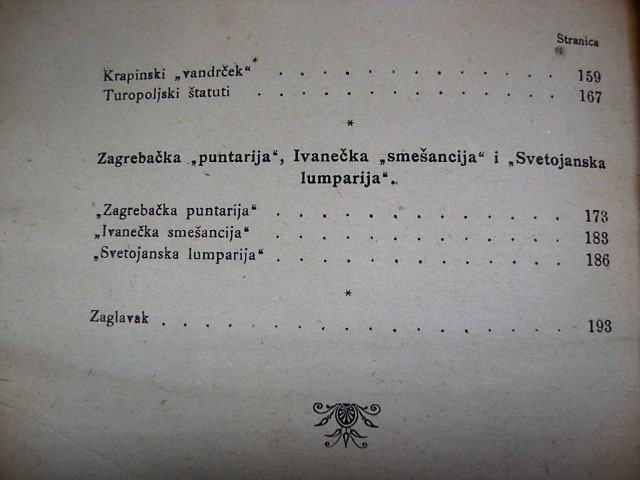 Stranica
Krapinski „vandrček“ . . . . . . . . . . . . . 159
Turopoljski štatuti . . . . . . . . . . . . . . 167
*
Zagrebačka „puntarija“, Ivanečka „smešancija“ i „Svetojanska
lumparija“.
„Zagrebačka puntarija“ . . . . . . . . . . . . . 173
„Ivanečka smešancija“ . . . . . . . . . . . . . 183
„Svetojanska lumparija“ . . . . . . . . . . . . . 186
*
Zaglavak . . . . . . . . . . . . . . . . . . 193